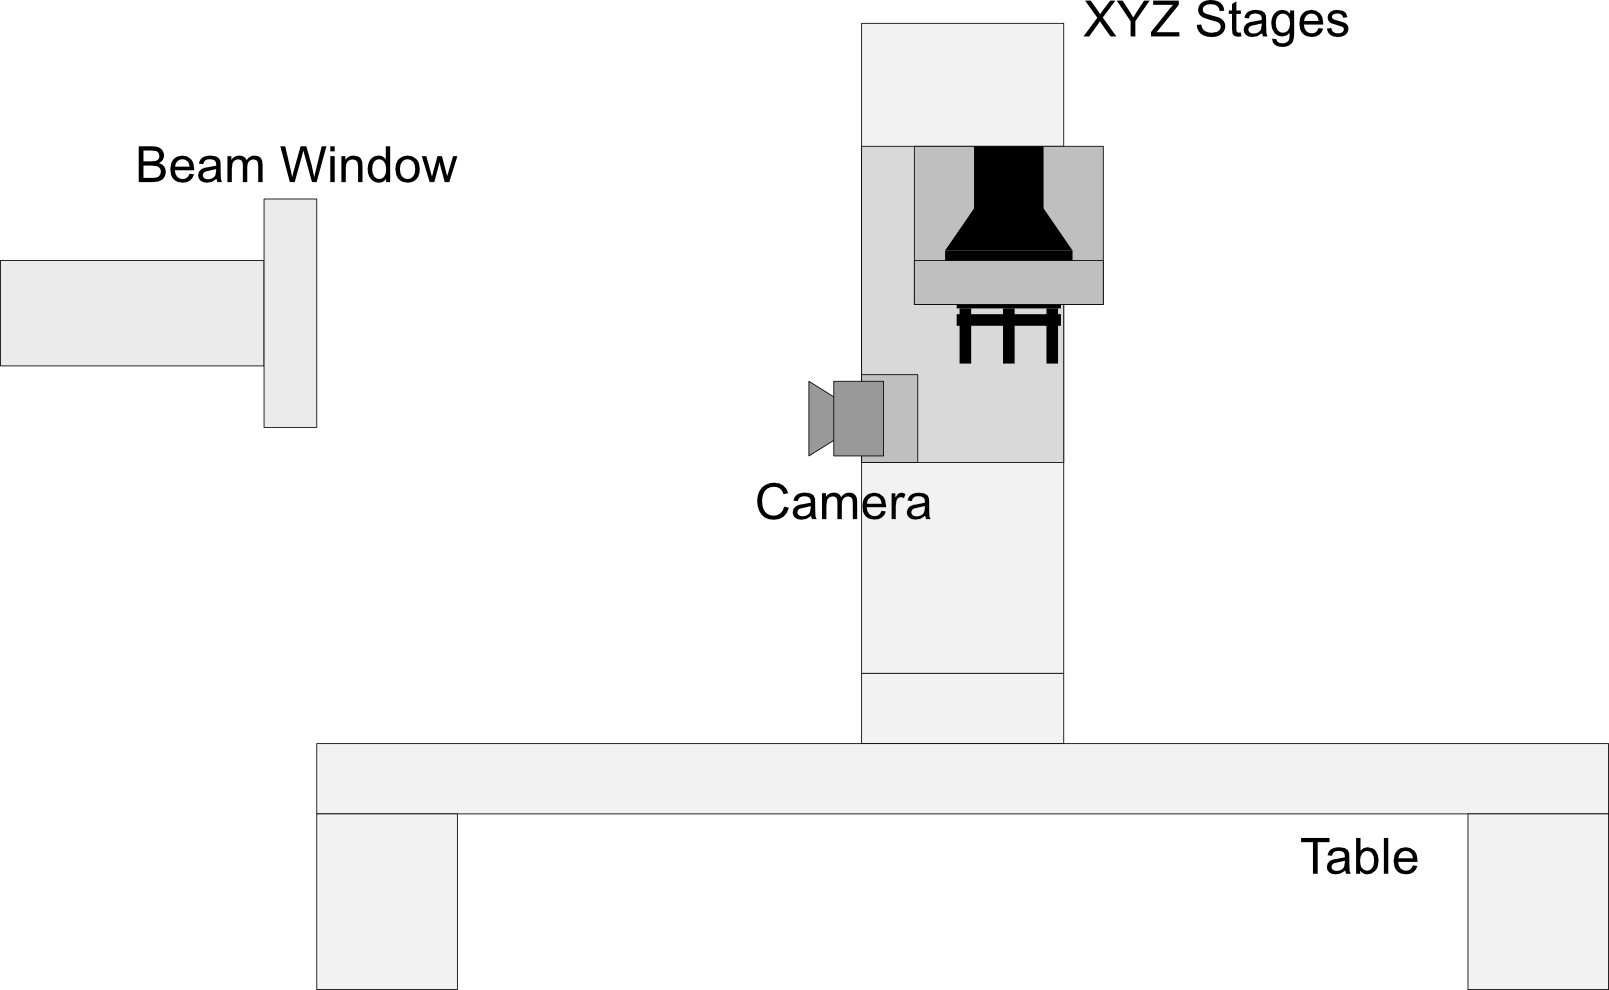 XYZ Stages
Beam Window
Camera
Table